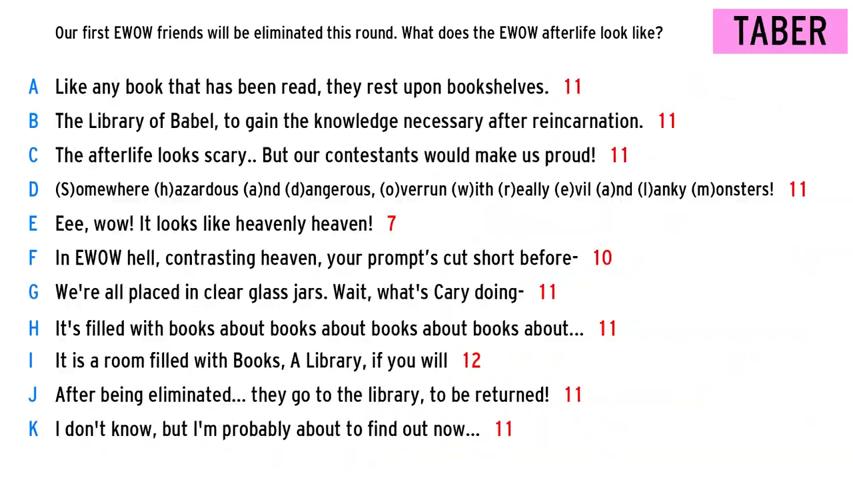 Our first EWOW friends will be eliminated this round. What does the EWOW afterlife look like?
TABER
A Like any book that has been read, they rest upon bookshelves. 11
B The Library of Babel, to gain the knowledge necessary after reincarnation. 11
C The afterlife looks scary.. But our contestants would make us proud! 11
D (S)omewhere (h)azardous (a)nd (d)angerous, (o)verrun (w)ith (r)eally (e)vil (a)nd (l)anky (m)onsters! 11
E Eee, wow! It looks like heavenly heaven! 7
F In EWOW hell, contrasting heaven, your prompt's cut short before- 10
G We're all placed in clear glass jars. Wait, what's Cary doing- 11
H It's filled with books about books about books about books about... 11
I It is a room filled with Books, A Library, if you will 12
J After being eliminated... they go to the library, to be returned! 11
K I don't know, but I'm probably about to find out now... 11